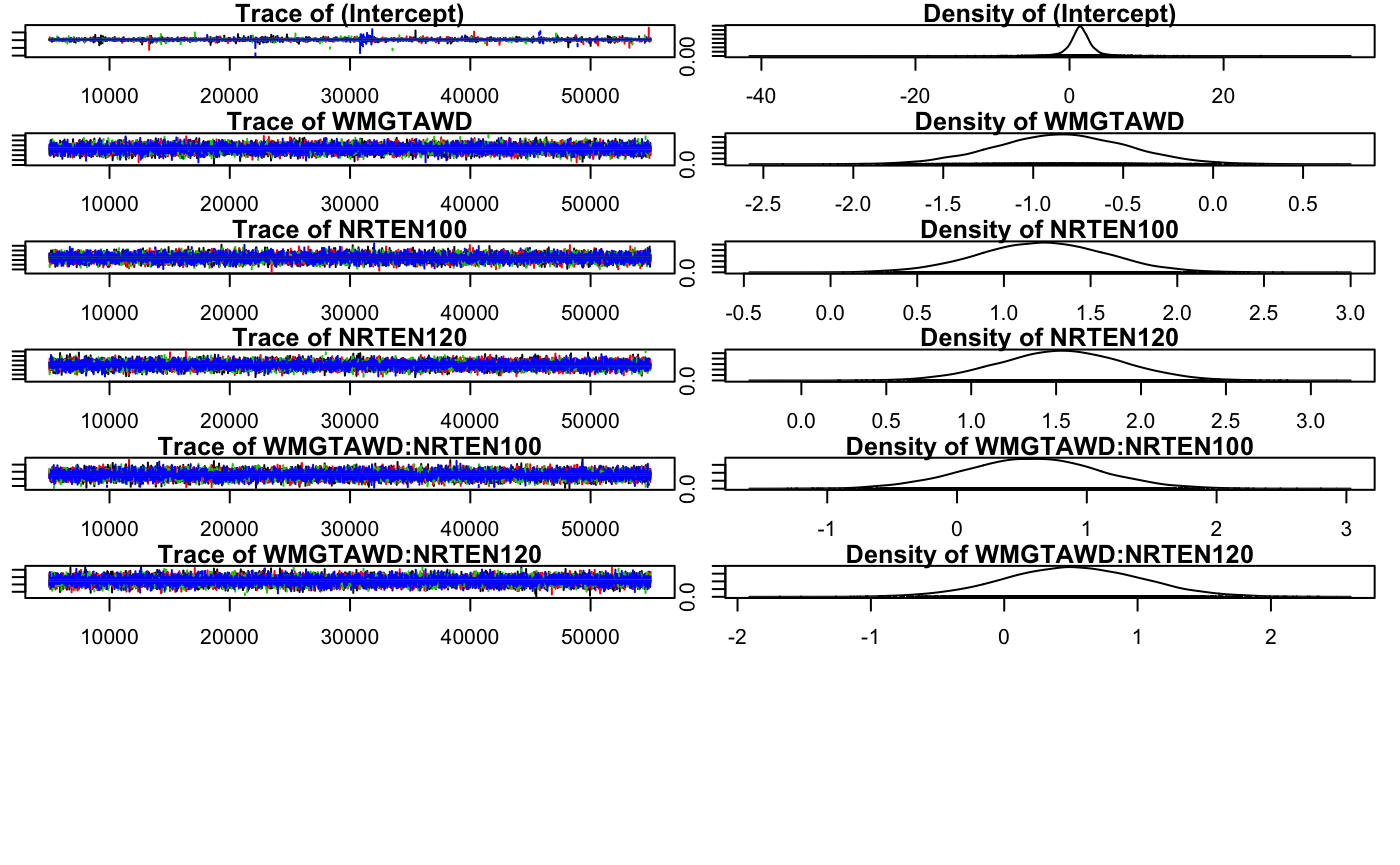 Trace of (Intercept) Density of (Intercept)
0.00
10000 20000 30000 40000 50000 -40 -20 0 20
Trace of WMGTAWD Density of WMGTAWD
0.0
10000 20000 30000 40000 50000 -2.5 -2.0 -1.5 -1.0 -0.5 0.0 0.5
Trace of NRTEN100 Density of NRTEN100
0.0
10000 20000 30000 40000 50000 -0.5 0.0 0.5 1.0 1.5 2.0 2.5 3.0
Trace of NRTEN120 Density of NRTEN120
0.0
10000 20000 30000 40000 50000 0.0 0.5 1.0 1.5 2.0 2.5 3.0
Trace of WMGTAWD:NRTEN100 Density of WMGTAWD:NRTEN100
0.0
10000 20000 30000 40000 50000 -1 0 1 2 3
Trace of WMGTAWD:NRTEN120 Density of WMGTAWD:NRTEN120
0.0
10000 20000 30000 40000 50000 -2 -1 0 1 2